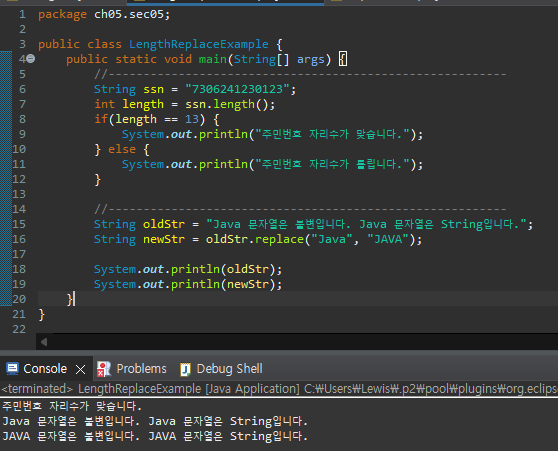 1 package ch05.sec05;
2
3 public class LengthReplaceExample {
4 public static void main(String[] args) {
5 //---------------------------------------------------------
6 String ssn = "7306241230123";
7 int length = ssn.length();
8 if(length == 13) {
9 System.out.println("주민번호 자리수가 맞습니다.");
10 } else {
11 System.out.println("주민번호 자리수가 틀립니다.");
12 }
13
14 //---------------------------------------------------------
15 String oldStr = "Java 문자열은 불변입니다. Java 문자열은 String입니다.";
16 String newStr = oldStr.replace("Java", "JAVA");
17
18 System.out.println(oldStr);
19 System.out.println(newStr);
20 }
21 }
22
Console Problems Debug Shell
<terminated> LengthReplaceExample [Java Application] C:₩Users₩Lewis₩.p2₩pool₩plugins₩org.eclips
주민번호 자리수가 맞습니다.
Java 문자열은 불변입니다. Java 문자열은 String입니다.
JAVA 문자열은 불변입니다. JAVA 문자열은 String입니다.